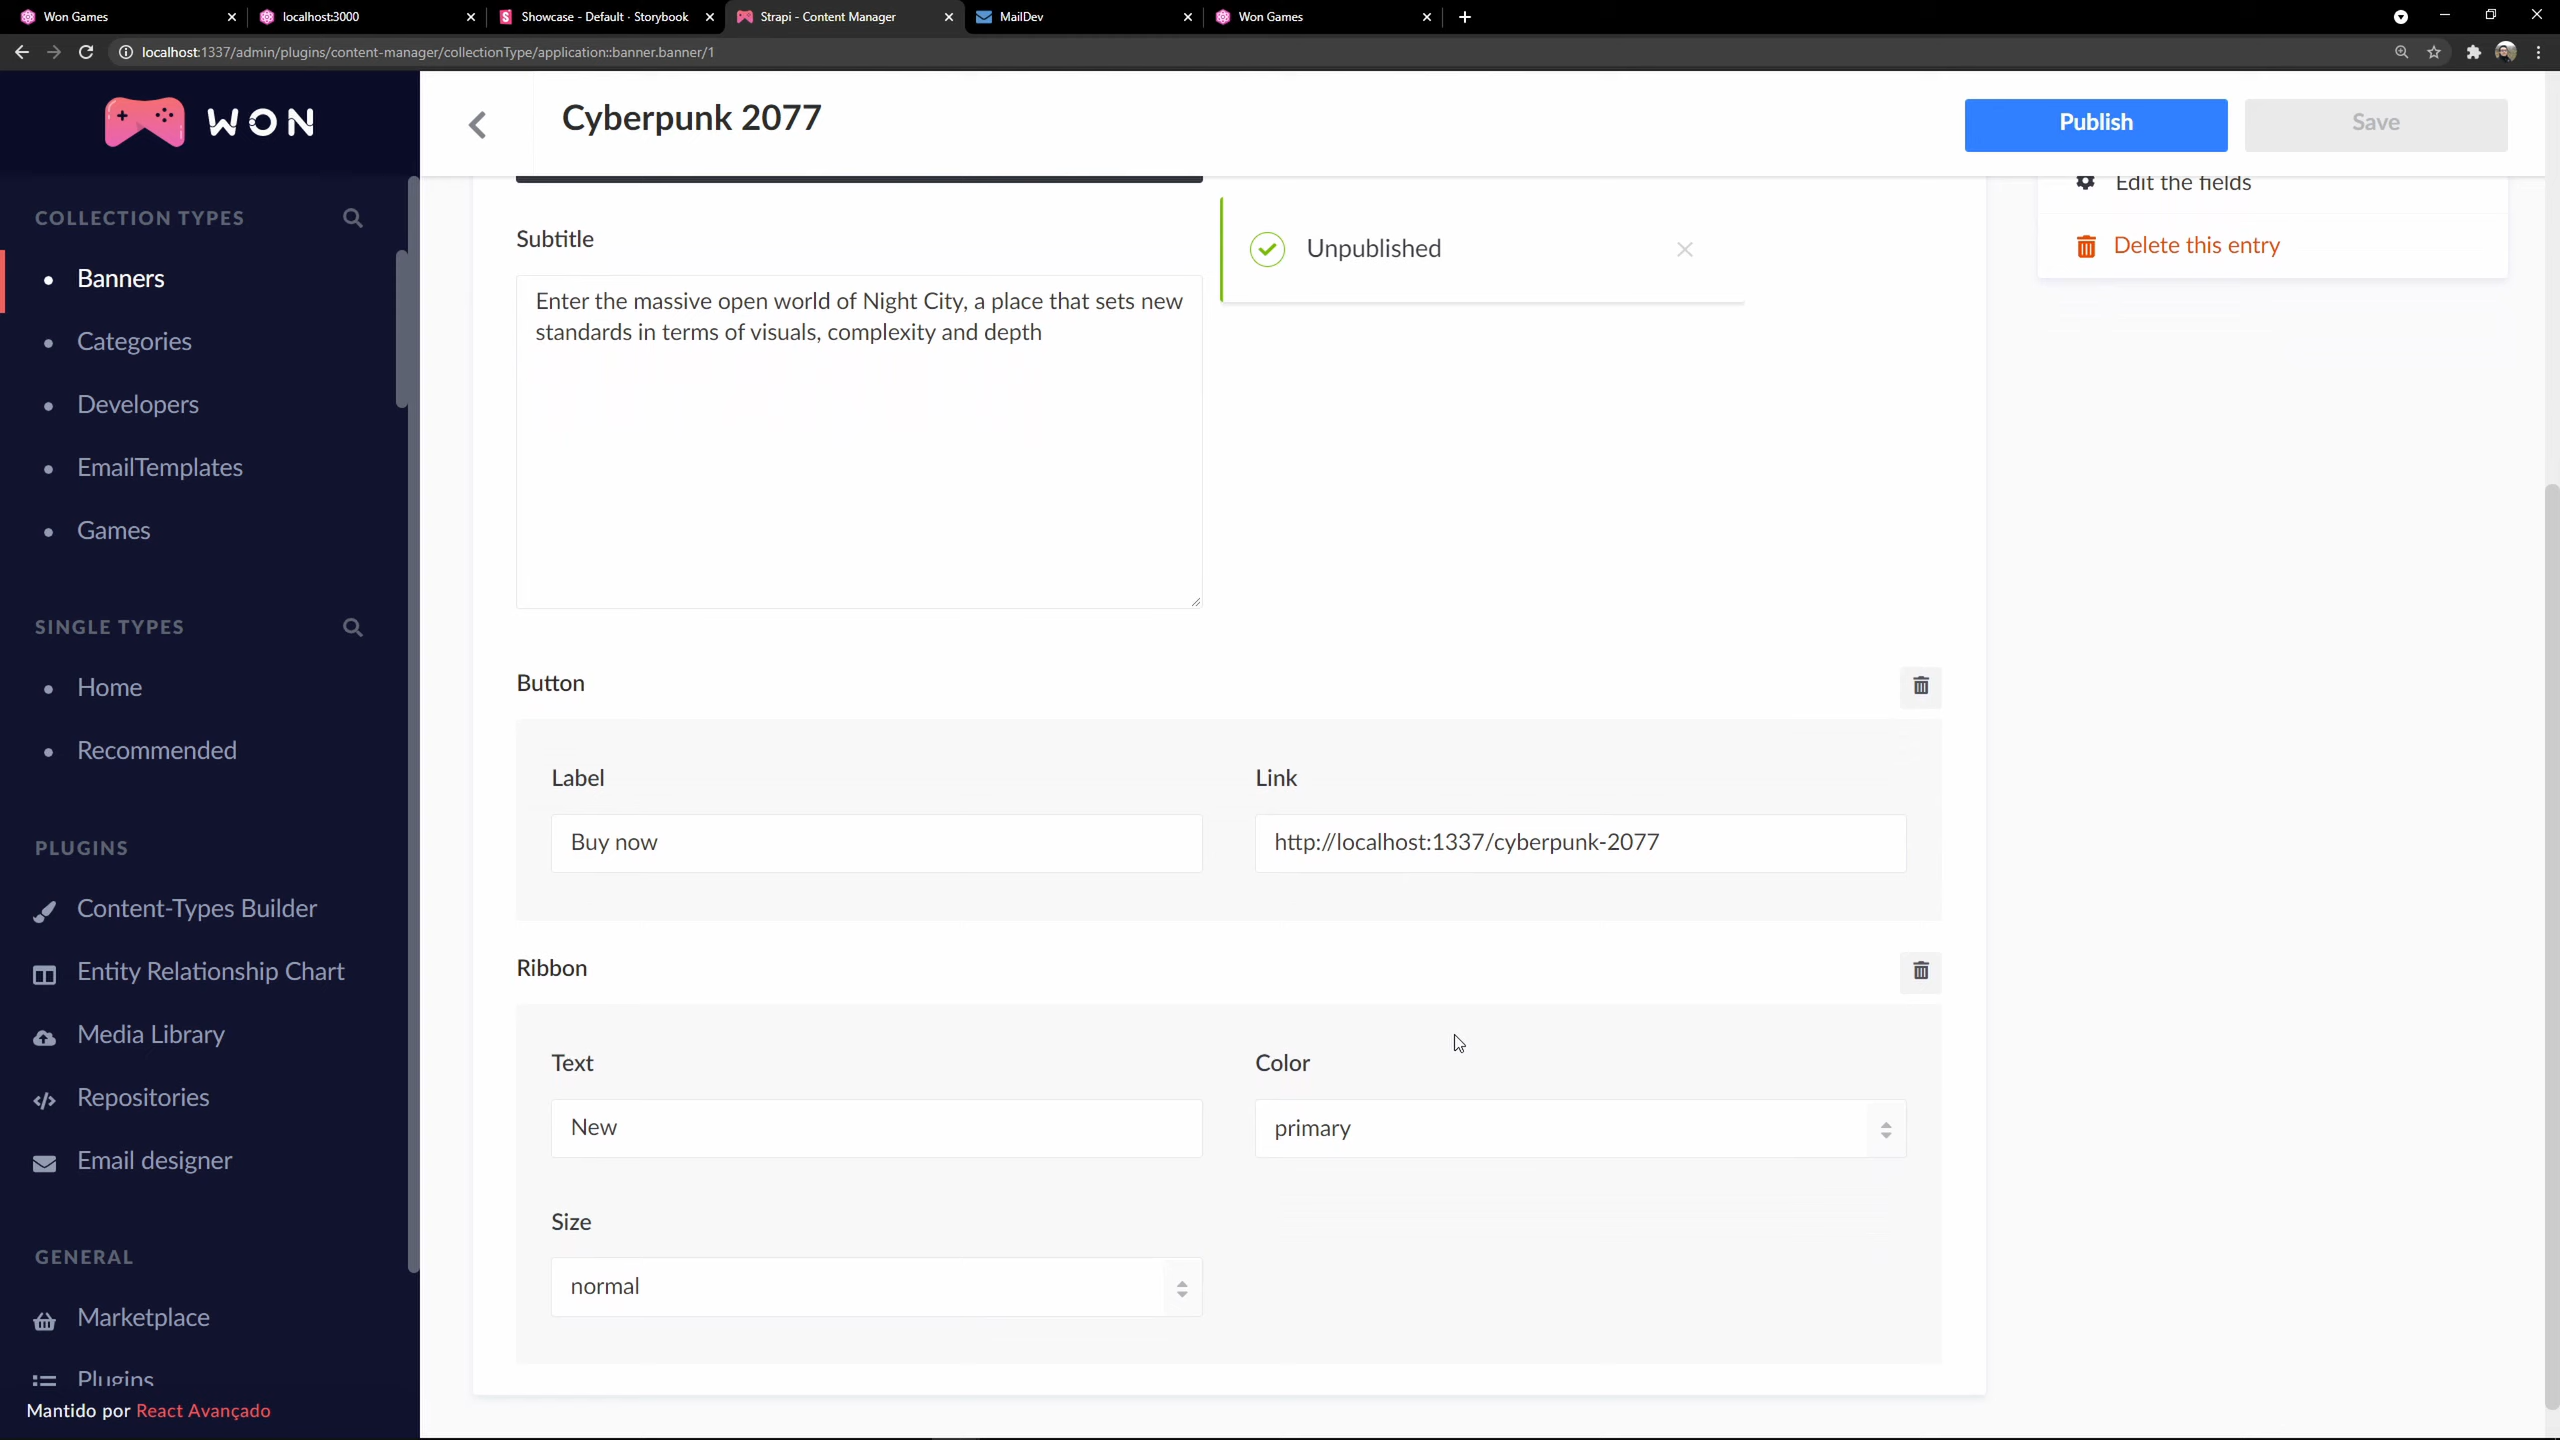 Won Games
localhost:3000
Showcase - Default · Storybook
Strapi - Content Manager
MailDev
Won Games
localhost:1337/admin/plugins/content-manager/collectionType/application::banner.banner/1
WON
Cyberpunk 2077
Publish
Save
COLLECTION TYPES
Banners
Categories
Developers
EmailTemplates
Games
SINGLE TYPES
Home
Recommended
PLUGINS
Content-Types Builder
Entity Relationship Chart
Media Library
Repositories
Email designer
GENERAL
Marketplace
Plugins
Mantido por React Avançado
Edit the fields
Delete this entry
Unpublished
Subtitle
Enter the massive open world of Night City, a place that sets new
standards in terms of visuals, complexity and depth
Button
Label
Link
Buy now
http://localhost:1337/cyberpunk-2077
Ribbon
Text
Color
New
primary
Size
normal